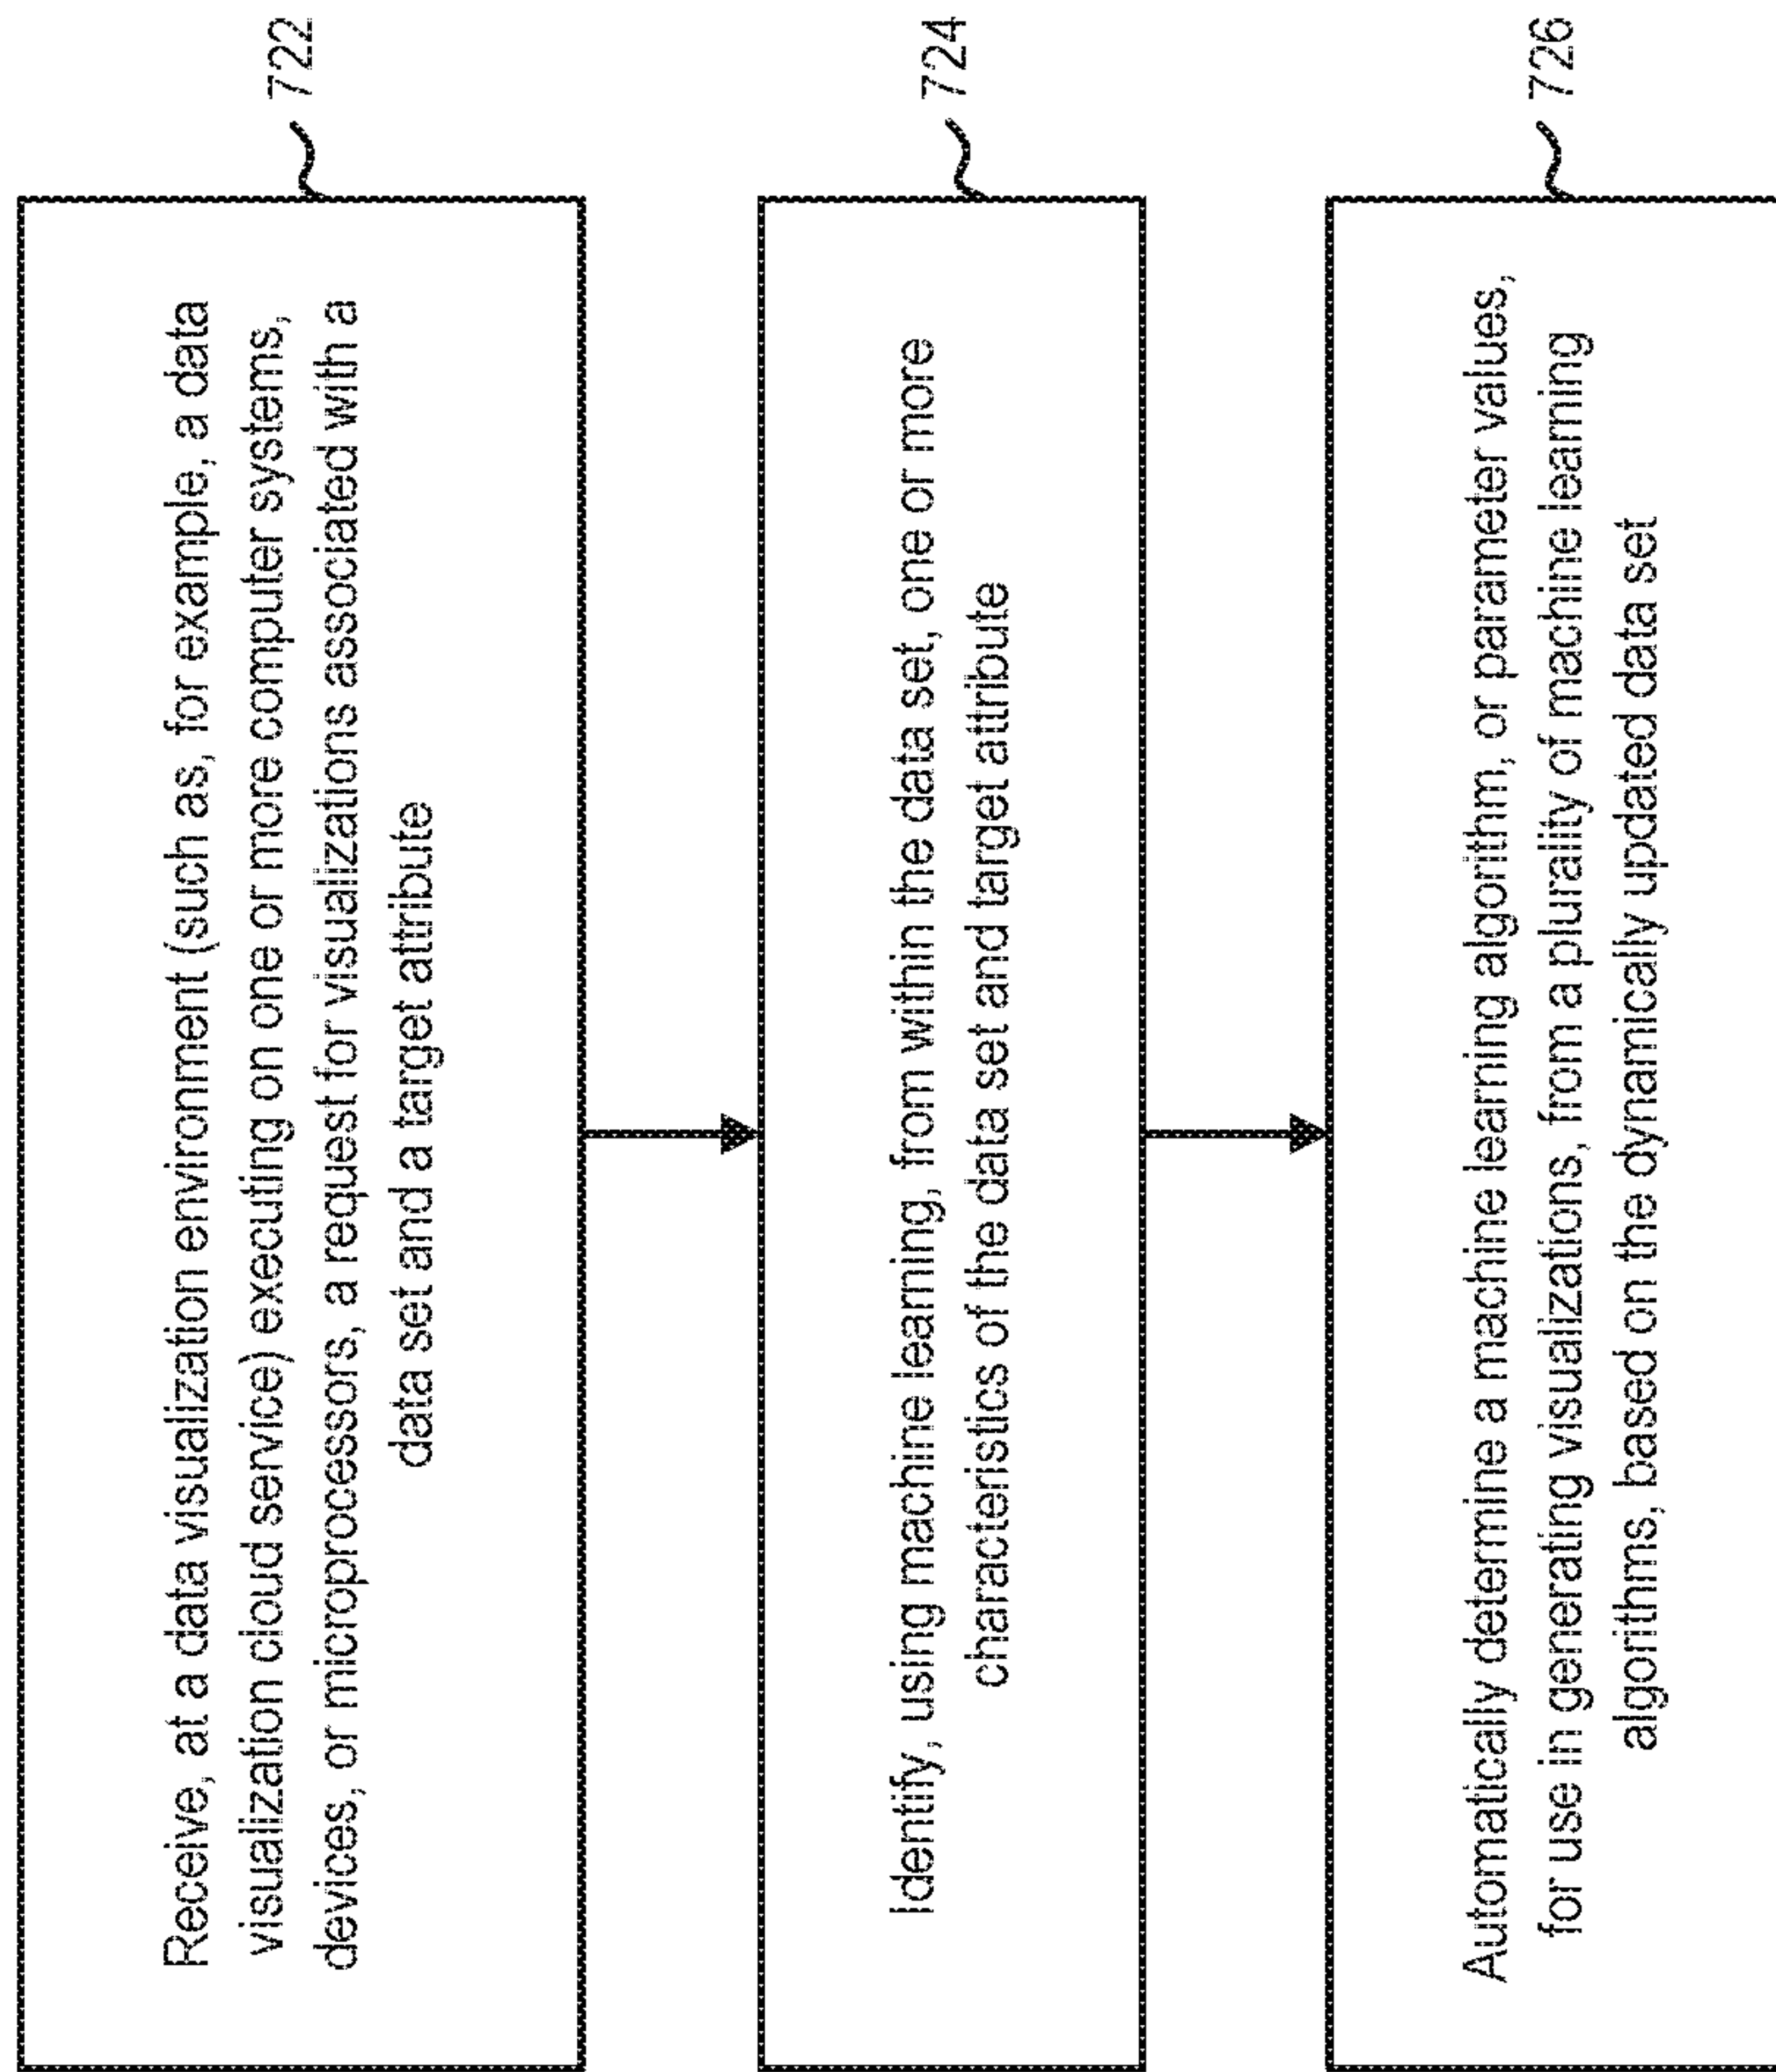 Receive, at a data visualization environment (such as, for example, a data
visualization cloud service) executing on one or more computer systems,
devices, or microprocessors, a request for visualizations associated with a
data set and a target attribute
722
Identify, using machine learning, from within the data set, one or more
characteristics of the data set and target attribute
724
Automatically determine a machine learning algorithm, or parameter values,
for use in generating visualizations, from a plurality of machine learning
algorithms, based on the dynamically updated data set
726